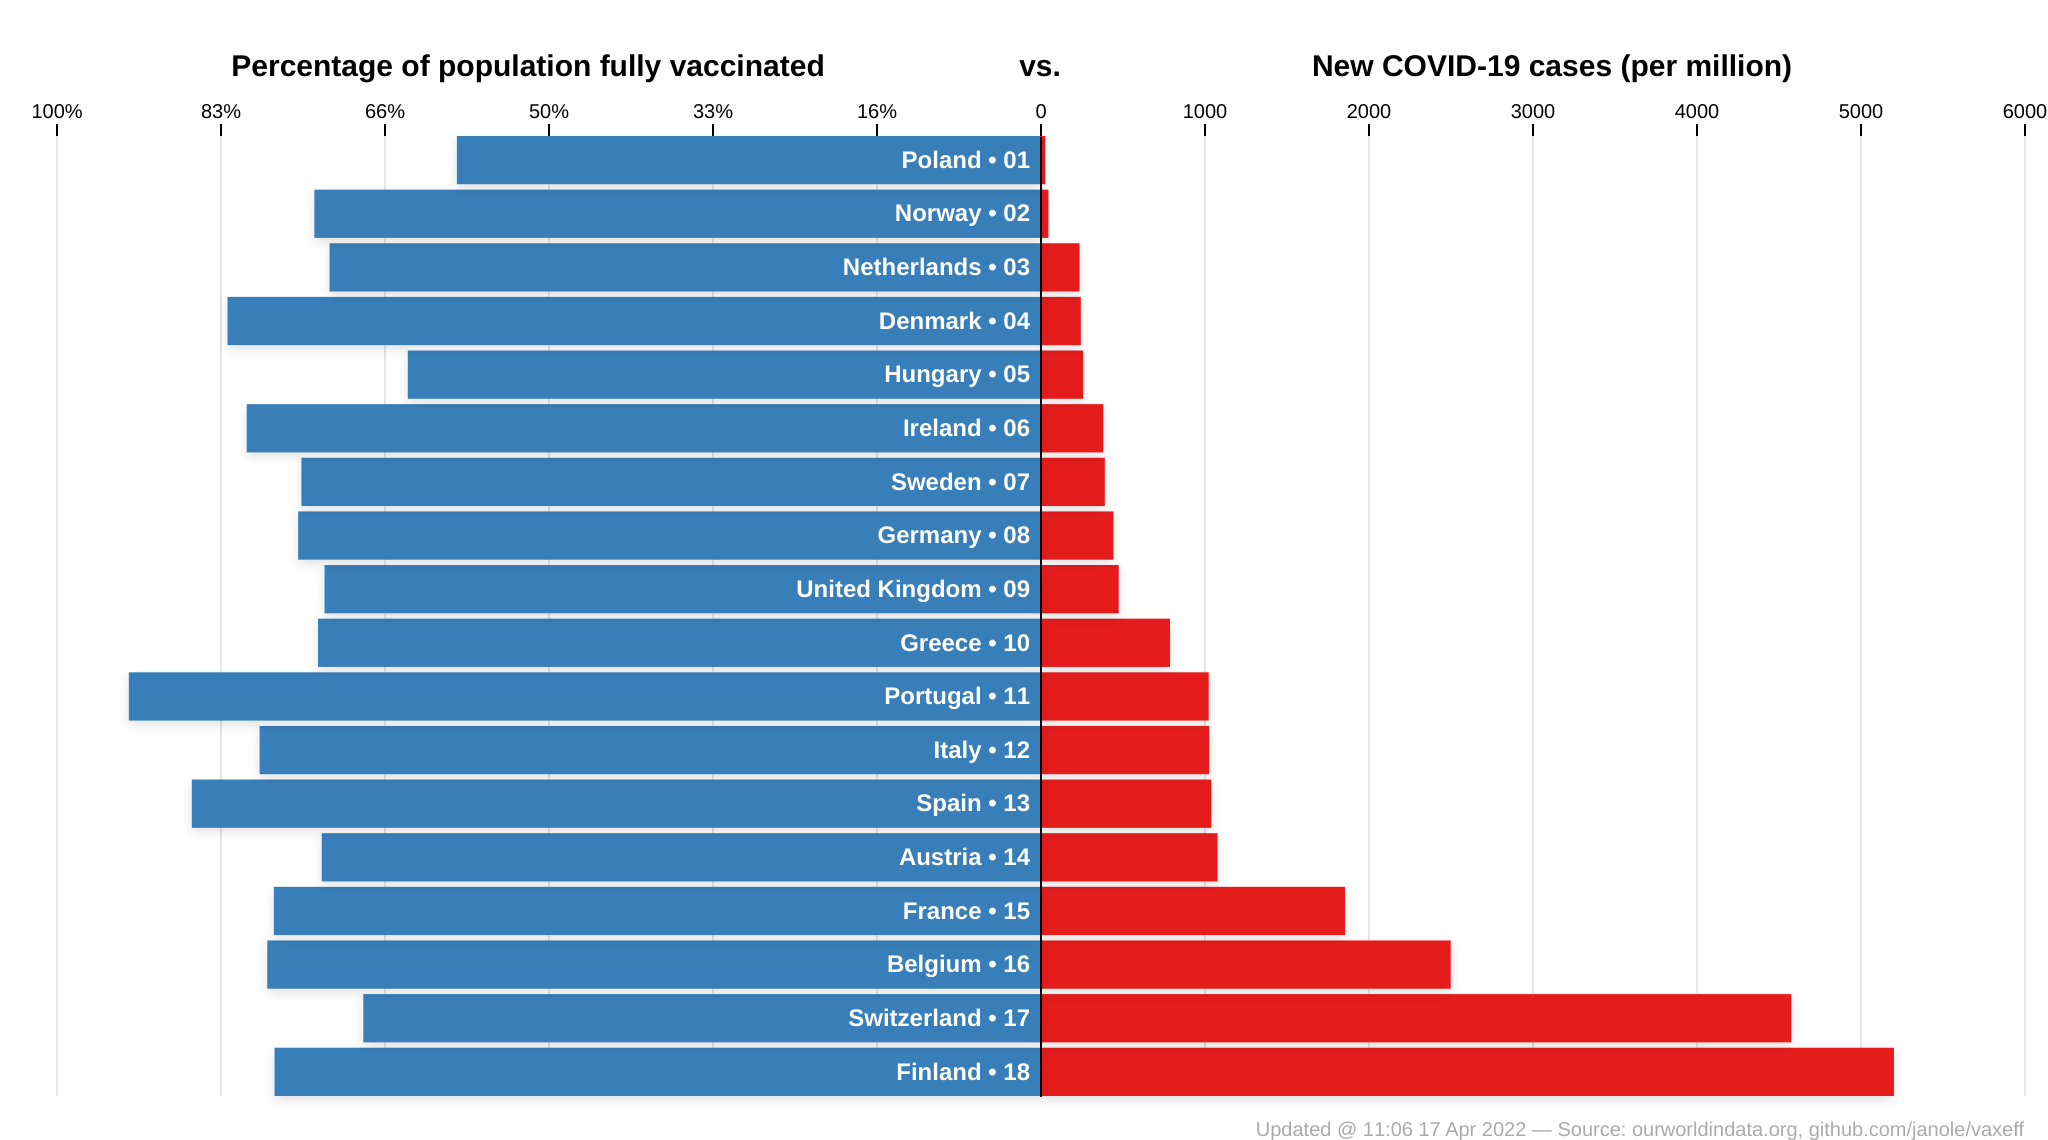 Percentage of population fully vaccinated vs. New COVID-19 cases (per million)
100% 83% 66% 50% 33% 16% 0 1000 2000 3000 4000 5000 6000
Poland • 01
Norway • 02
Netherlands • 03
Denmark • 04
Hungary • 05
Ireland • 06
Sweden • 07
Germany • 08
United Kingdom • 09
Greece • 10
Portugal • 11
Italy • 12
Spain • 13
Austria • 14
France • 15
Belgium • 16
Switzerland • 17
Finland • 18
Updated @ 11:06 17 Apr 2022 — Source: ourworldindata.org, github.com/janole/vaxeff